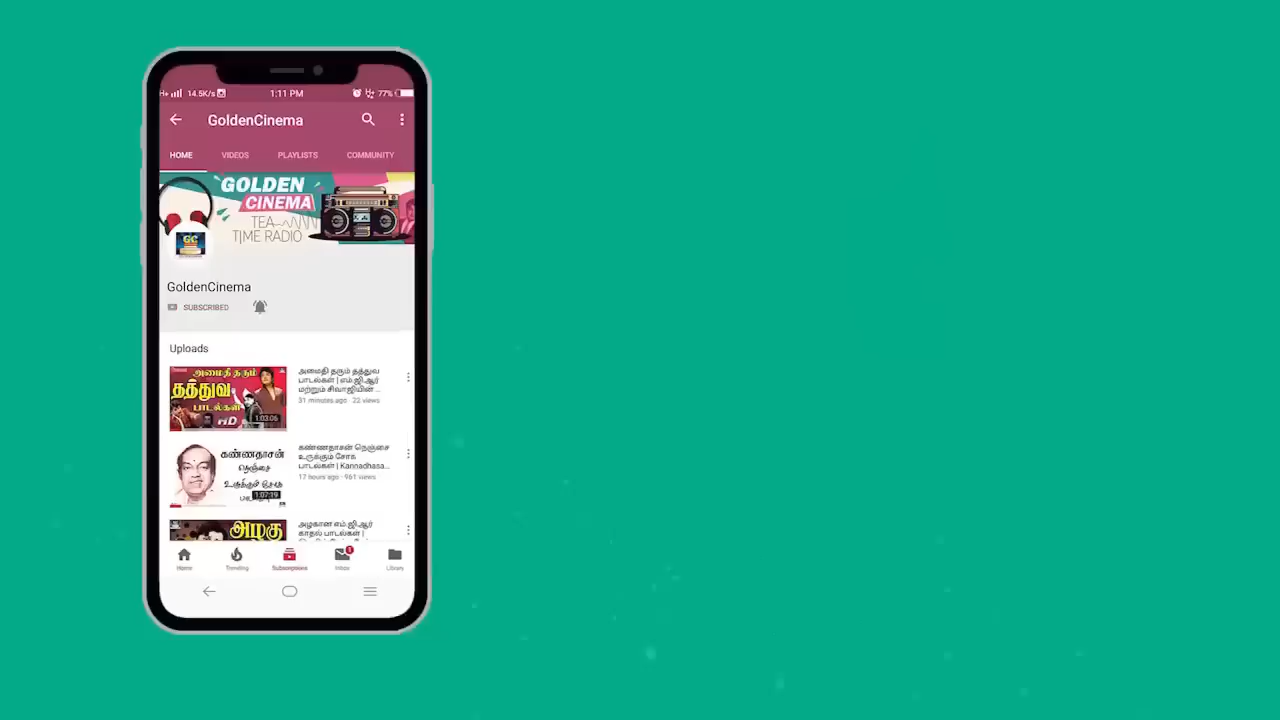 H+ 14.5K/s 1:11 PM 77%
GoldenCinema
HOME VIDEOS PLAYLISTS COMMUNITY
GOLDEN
CINEMA
TEA
TIME RADIO
GC
GoldenCinema
SUBSCRIBED
Uploads
அமைதி தரும்
தத்துவ
பாடல்கள்
HD
1:03:06
அமைதி தரும் தத்துவ
பாடல்கள் | எம்.ஜி.ஆர்
மற்றும் சிவாஜியின் ...
31 minutes ago · 22 views
கண்ணதாசன்
நெஞ்சை
உருக்கும்
1:07:19
கண்ணதாசன் நெஞ்சை
உருக்கும் சோக
பாடல்கள் | Kannadhasa...
17 hours ago · 961 views
அழகு
அழகான எம்.ஜி.ஆர்
காதல் பாடல்கள் |
Home Trending Subscriptions Inbox 1 Library